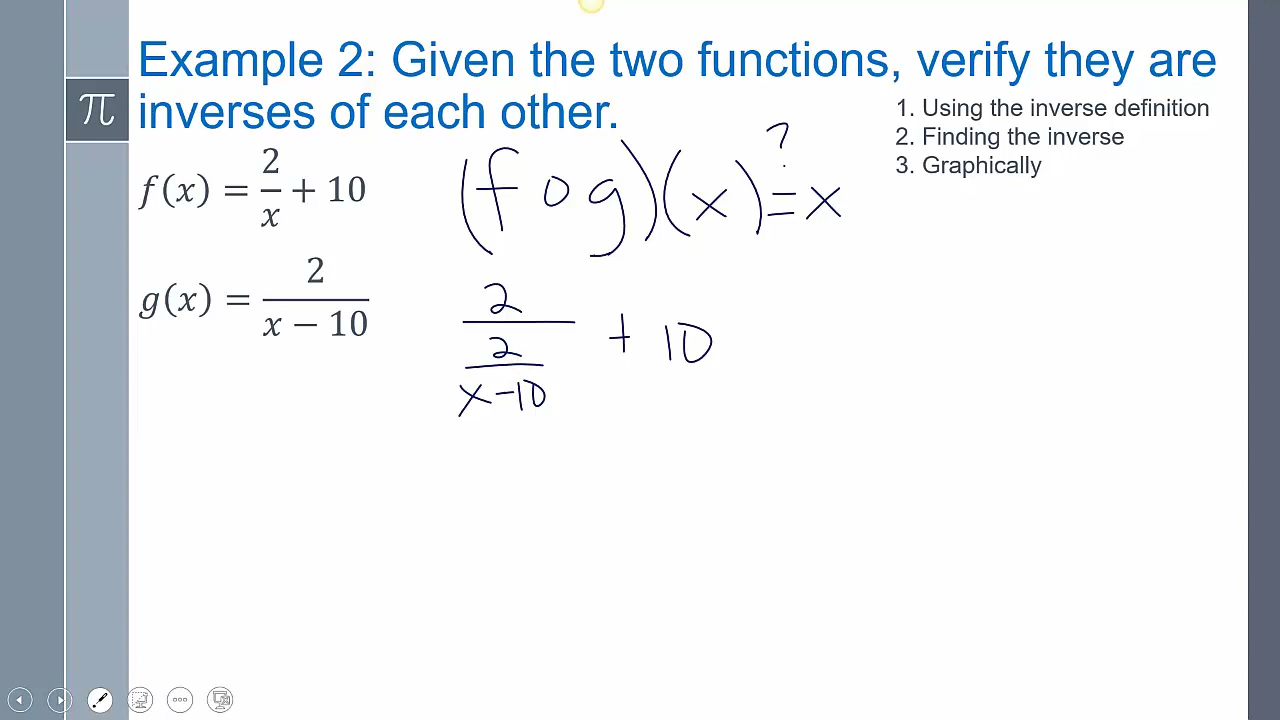 π
Example 2: Given the two functions, verify they are
inverses of each other.
1. Using the inverse definition
2. Finding the inverse
3. Graphically
f(x) = 2/x + 10
(f o g)(x) ?= x
g(x) = 2/(x − 10)
2/(2/(x-10)) + 10